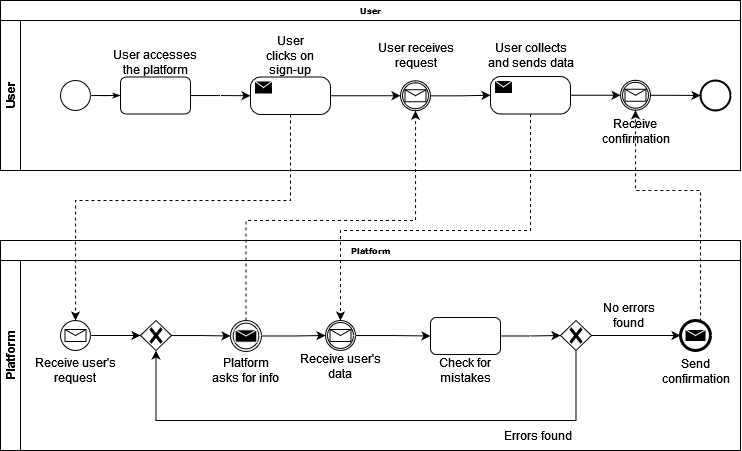 User
User
User accesses
the platform
User
clicks on
sign-up
User receives
request
User collects
and sends data
Receive
confirmation
Platform
Platform
Receive user's
request
Platform
asks for info
Receive user's
data
Check for
mistakes
No errors
found
Send
confirmation
Errors found